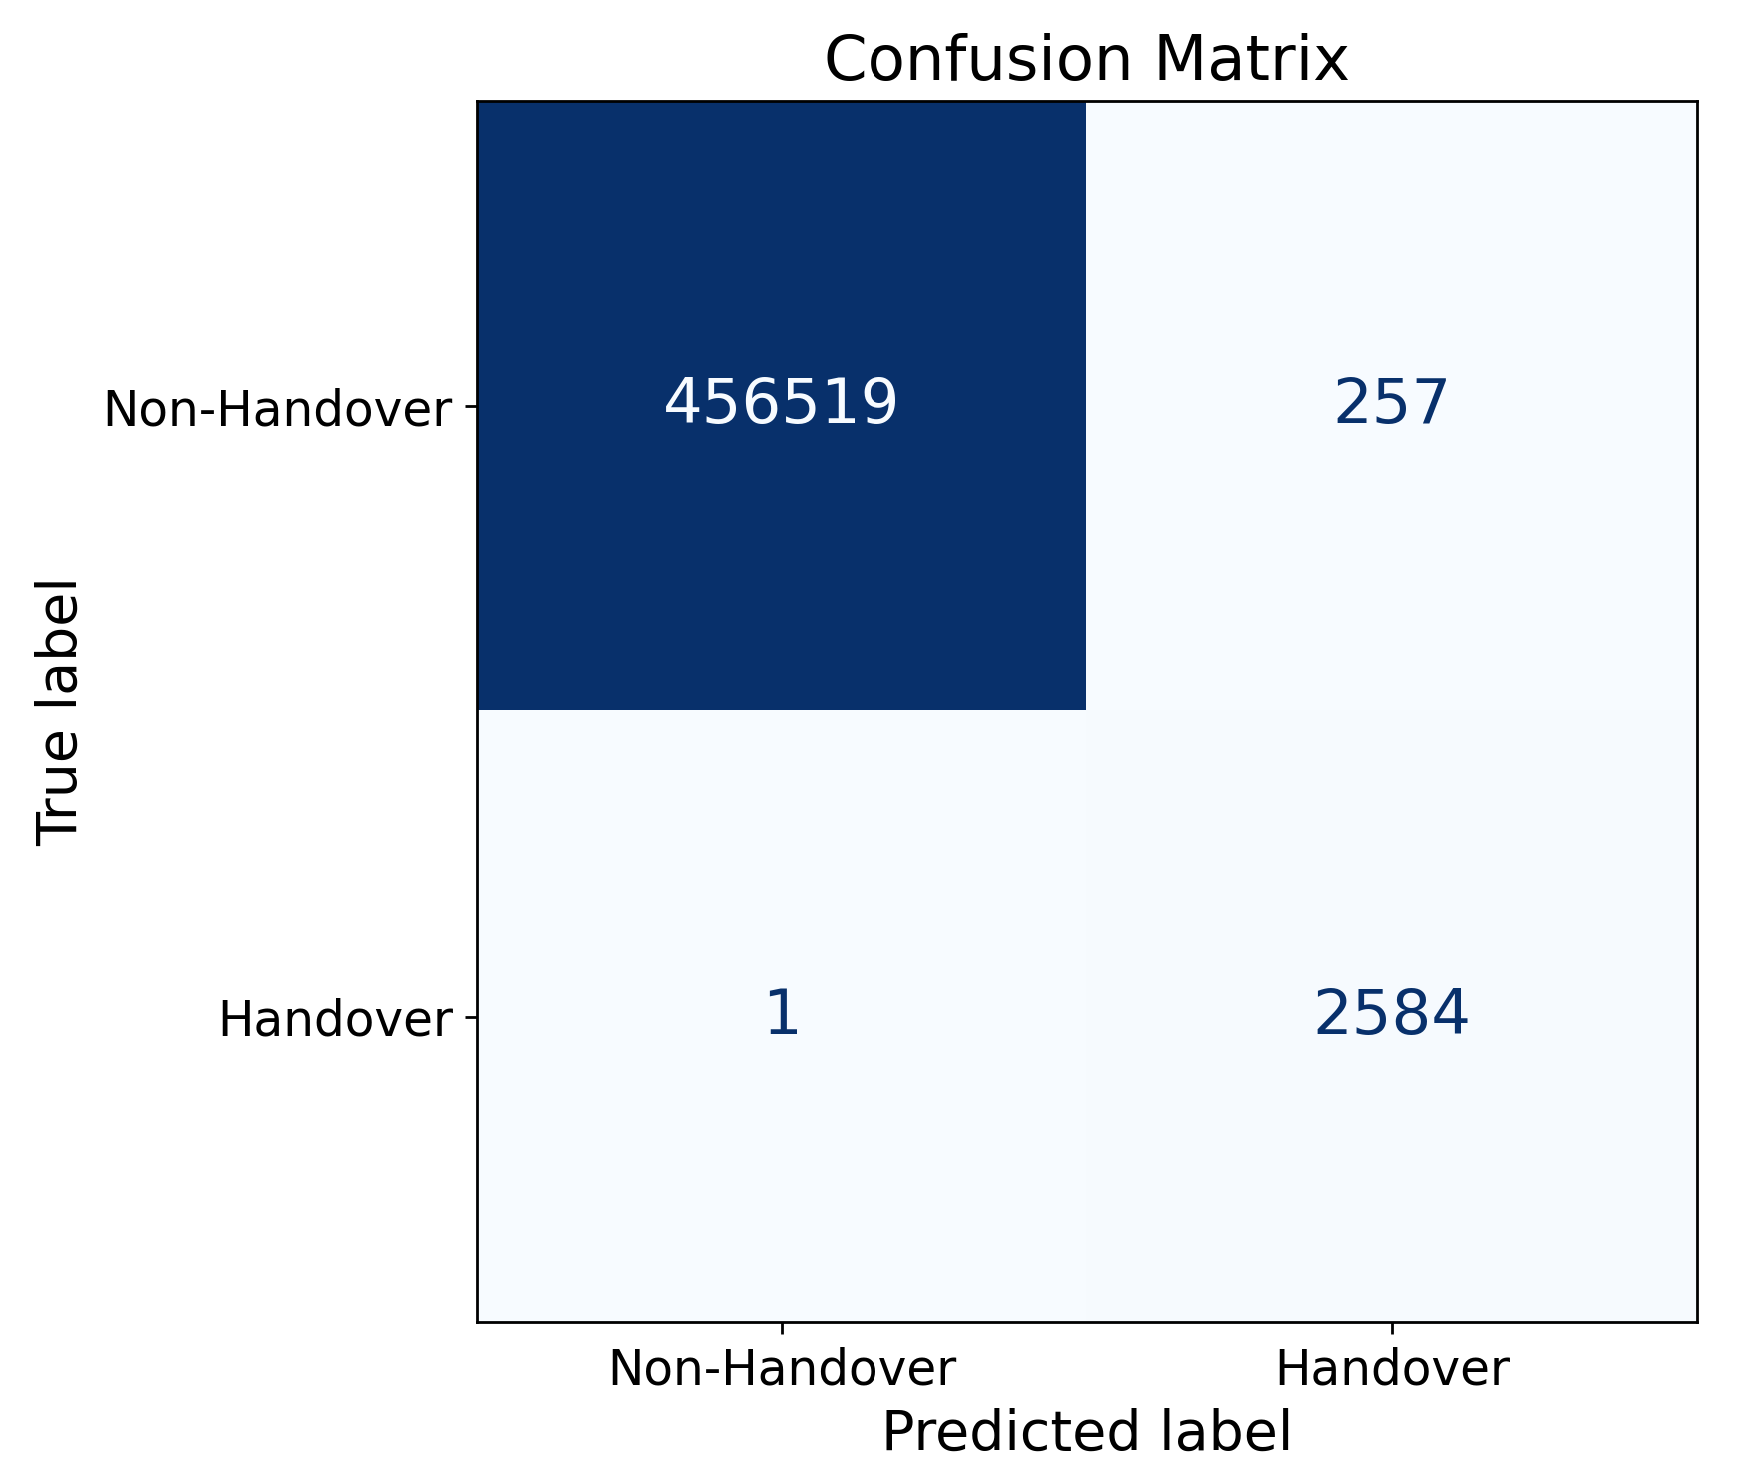 Confusion Matrix
True label
Non-Handover
456519
257
Handover
1
2584
Non-Handover
Handover
Predicted label